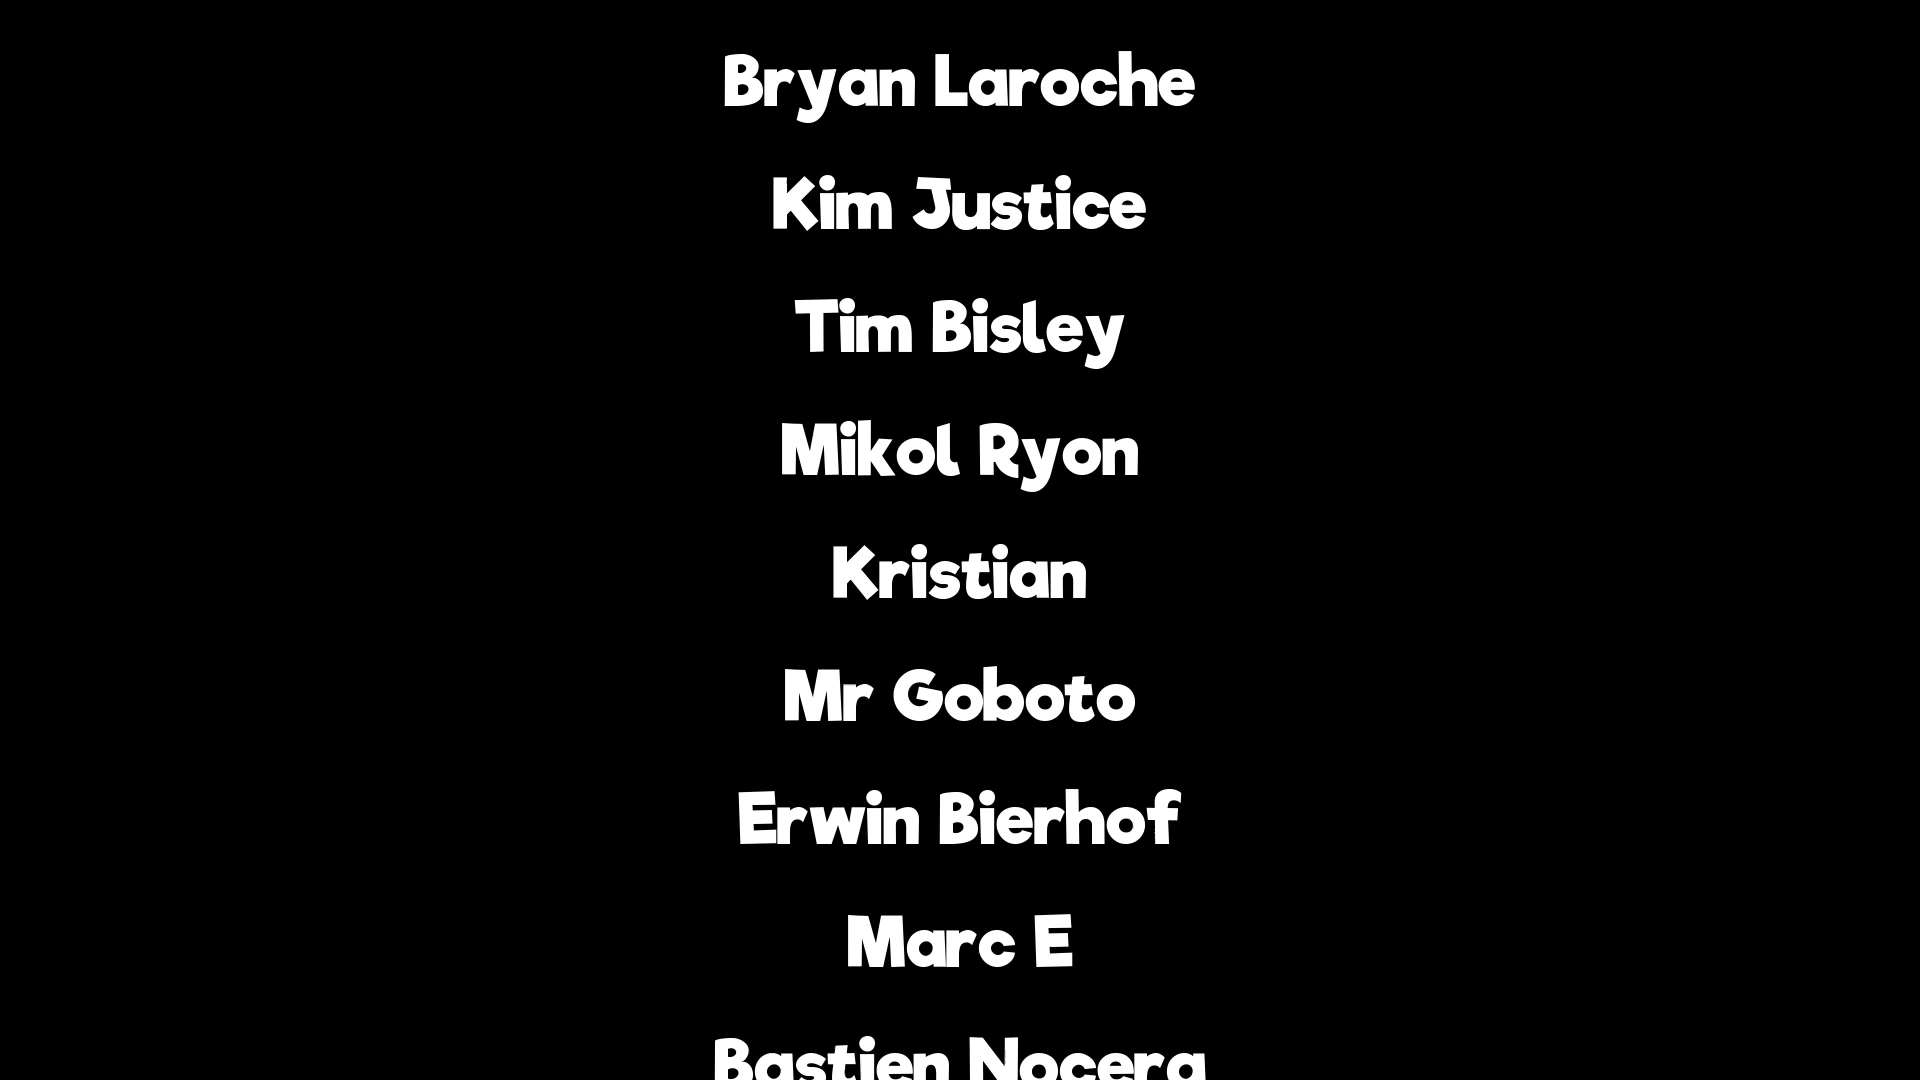 Bryan Laroche
Kim Justice
Tim Bisley
Mikol Ryon
Kristian
Mr Goboto
Erwin Bierhof
Marc E
Bastien Nocera